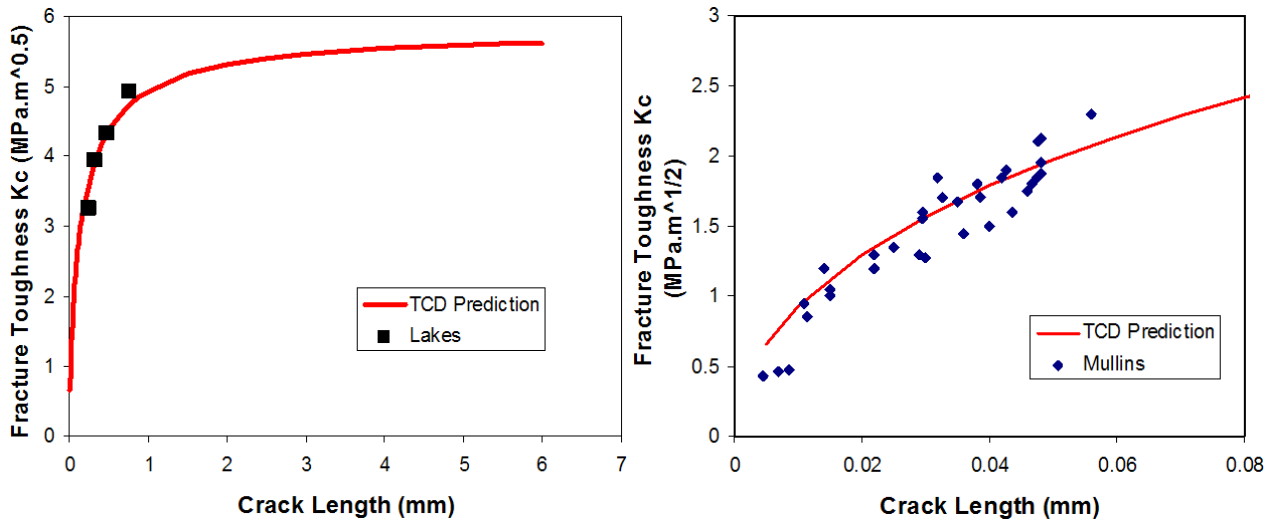 Fracture Toughness Kc (MPa.m^0.5)
6
5
4
3
2
1
0
TCD Prediction
Lakes
0 1 2 3 4 5 6 7
Crack Length (mm)
Fracture Toughness Kc
(MPa.m^1/2)
3
2.5
2
1.5
1
0.5
0
TCD Prediction
Mullins
0 0.02 0.04 0.06 0.08
Crack Length (mm)